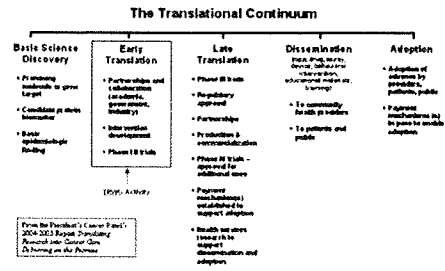 The Translational Continuum
Basic Science
Discovery
Promising
molecule or gene
target
Candidate protein
biomarker
Basic
epidemiologic
finding
Early
Translation
Partnerships and
collaboration
(academia,
government,
industry)
Intervention
development
Phase I/II trials
Activity
Late
Translation
Phase III trials
Regulatory
approval
Partnerships
Production &
commercialization
Phase IV trials –
approval for
additional uses
Payment
mechanism(s)
established to
support adoption
Health services
research to
support
dissemination and
adoption
Dissemination
intervention,
educational materials,
training)
To community
health providers
To patients and
public
Adoption
Adoption of
advance by
providers,
patients, public
Payment
mechanism(s) in
place to enable
adoption
From the President's Cancer Panel's
2004-2005 Report Translating
Research into Cancer Care:
Delivering on the Promise